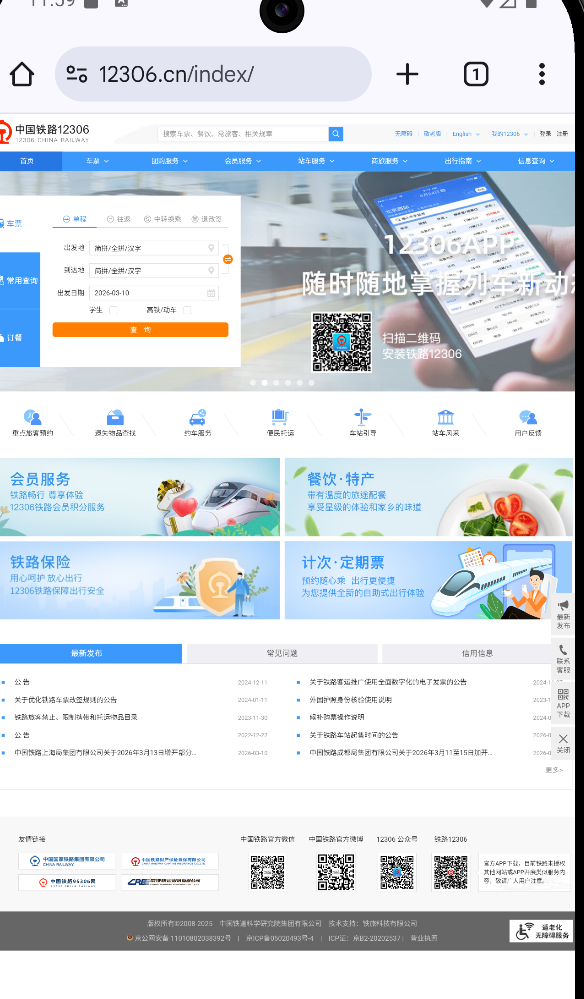 11:59
12306.cn/index/
1
中国铁路12306
12306 CHINA RAILWAY
搜索车票、餐饮、常旅客、相关规章
无障碍 | 敬老版 | English | 我的12306 | 登录 注册
首页 车票 团购服务 会员服务 站车服务 商旅服务 出行指南 信息查询
车票
常用查询
订餐
单程 往返 中转换乘 退改签
出发地 简拼/全拼/汉字
到达地 简拼/全拼/汉字
出发日期 2026-03-10
学生 高铁/动车
查 询
12306APP
随时随地掌握列车新动态
扫描二维码
安装铁路12306
重点旅客预约 遗失物品查找 约车服务 便民托运 车站引导 站车风采 用户反馈
会员服务
铁路畅行 尊享体验
12306铁路会员积分服务
餐饮·特产
带有温度的旅途配餐
享受星级的体验和家乡的味道
铁路保险
用心呵护 放心出行
12306铁路保障出行安全
计次·定期票
预约随心乘 出行更便捷
为您提供全新的自助式出行体验
最新发布
联系客服
APP下载
关闭
最新发布 常见问题 信用信息
公 告 2024-12-11
关于优化铁路车票改签规则的公告 2024-01-11
铁路旅客禁止、限制携带和托运物品目录 2023-11-30
公 告 2022-12-22
中国铁路上海局集团有限公司关于2026年3月13日增开部分... 2026-03-10
关于铁路客运推广使用全面数字化的电子发票的公告 2024-1
外国护照身份核验使用说明 2023-1
候补购票操作说明 2024-0
关于铁路车站起售时间的公告 2026-0
中国铁路成都局集团有限公司关于2026年3月11至15日加开... 2026-0
更多>
友情链接
中国国家铁路集团有限公司
CHINA RAILWAY
中国铁路财产保险自保有限公司
中国铁路95306网
中国铁路官方微信 中国铁路官方微博 12306 公众号 铁路12306
官方APP下载，目前铁路未授权其他网站或APP开展类似服务内容，敬请广大用户注意。
版权所有©2008-2025 中国铁道科学研究院集团有限公司 技术支持：铁旅科技有限公司
京公网安备 11010802038392号 | 京ICP备05020493号-4 | ICP证：京B2-20202537 | 营业执照
适老化
无障碍服务